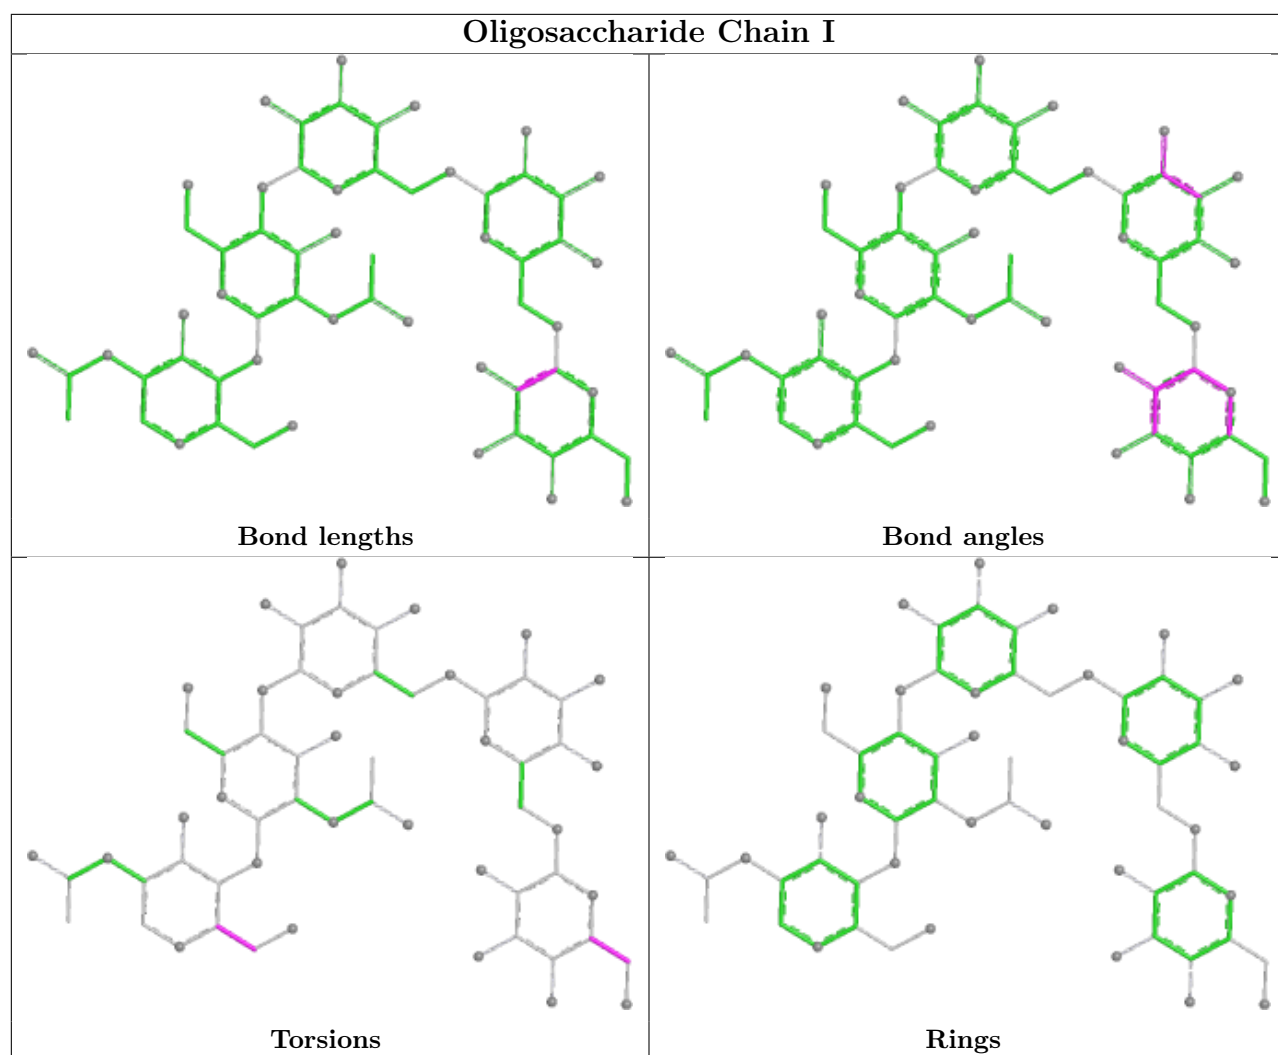 Oligosaccharide Chain I
Bond lengths
Bond angles
Torsions
Rings